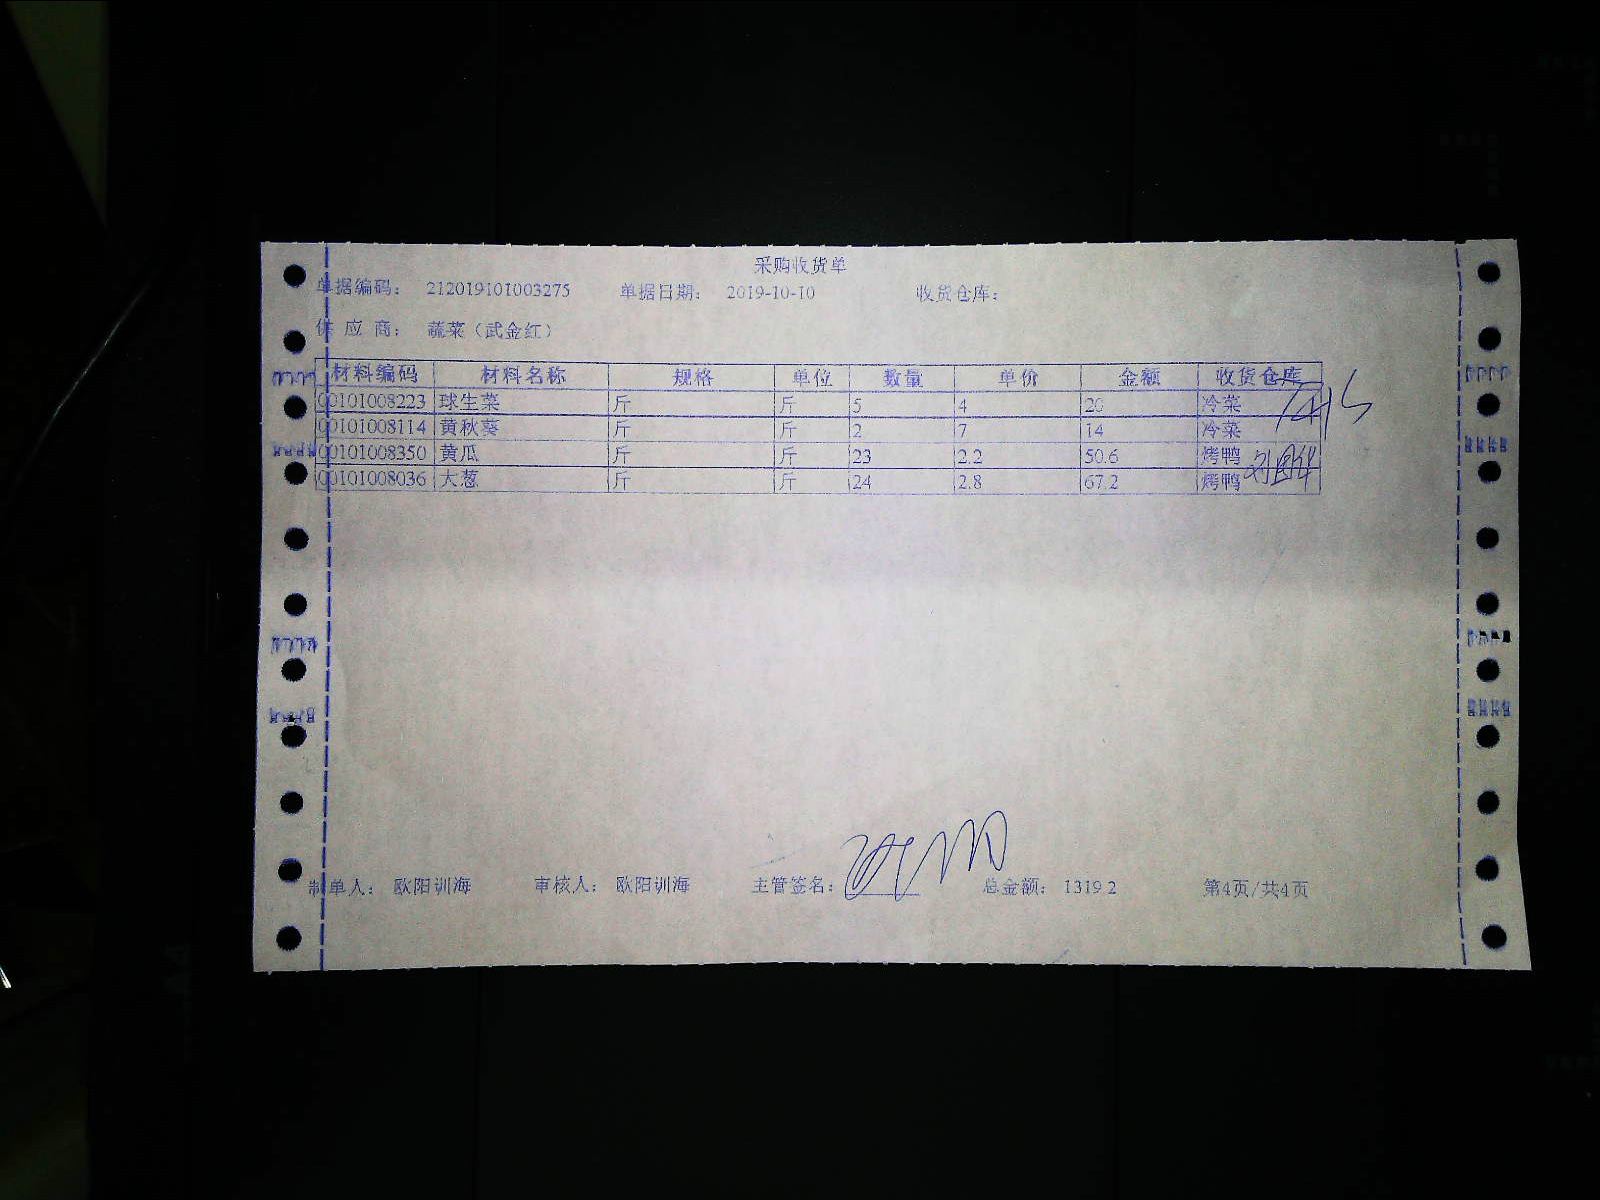 采购收货单
单据编码： 212019101003275 单据日期： 2019-10-10 收货仓库：
供 应 商： 蔬菜（武金红）
材料编码 材料名称 规格 单位 数量 单价 金额 收货仓库
00101008223 球生菜 斤 斤 5 4 20 冷菜
00101008114 黄秋葵 斤 斤 2 7 14 冷菜
00101008350 黄瓜 斤 斤 23 2.2 50.6 烤鸭
00101008036 大葱 斤 斤 24 2.8 67.2 烤鸭
制单人： 欧阳训海 审核人： 欧阳训海 主管签名： 总金额： 1319 2 第4页/共4页